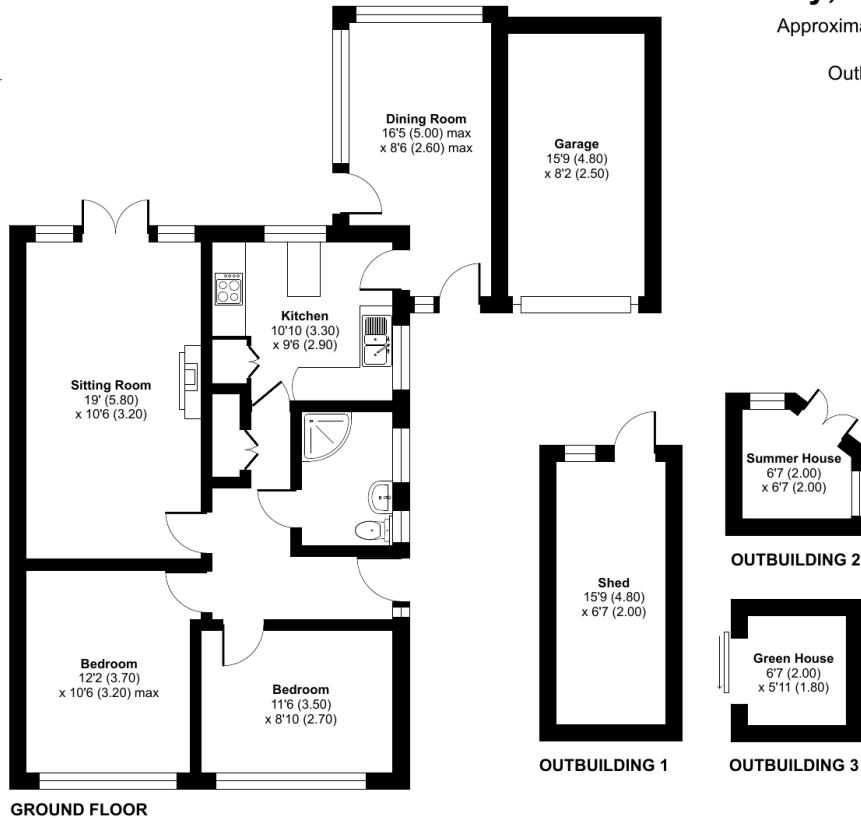 Approxima
Outl
Dining Room
16'5 (5.00) max
x 8'6 (2.60) max
Garage
15'9 (4.80)
x 8'2 (2.50)
Kitchen
10'10 (3.30)
x 9'6 (2.90)
Sitting Room
19' (5.80)
x 10'6 (3.20)
Summer House
6'7 (2.00)
x 6'7 (2.00)
OUTBUILDING 2
Shed
15'9 (4.80)
x 6'7 (2.00)
Green House
6'7 (2.00)
x 5'11 (1.80)
Bedroom
12'2 (3.70)
x 10'6 (3.20) max
Bedroom
11'6 (3.50)
x 8'10 (2.70)
OUTBUILDING 1
OUTBUILDING 3
GROUND FLOOR